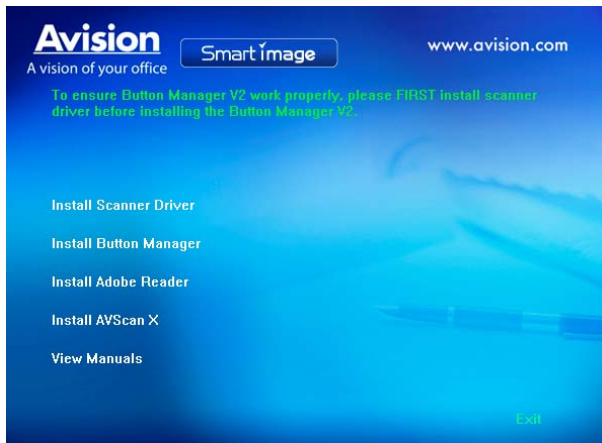 Avision
A vision of your office
Smart image
www.avision.com
To ensure Button Manager V2 work properly, please FIRST install scanner
driver before installing the Button Manager V2.
Install Scanner Driver
Install Button Manager
Install Adobe Reader
Install AVScan X
View Manuals
Exit